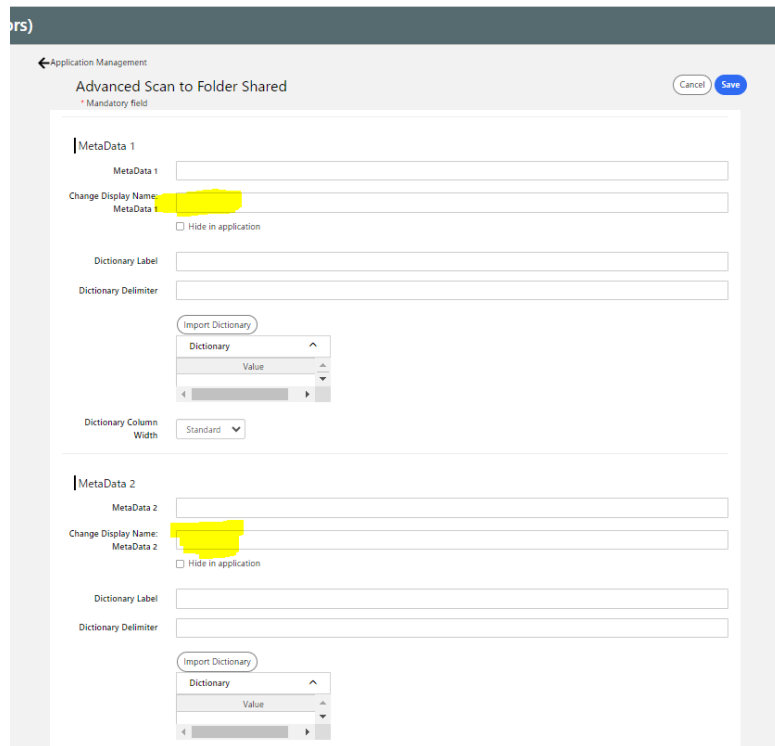 ors)
Application Management
Advanced Scan to Folder Shared
Cancel
Save
* Mandatory field
MetaData 1
MetaData 1
Change Display Name:
MetaData 1
Hide in application
Dictionary Label
Dictionary Delimiter
Import Dictionary
Dictionary
Value
Dictionary Column
Width
Standard
MetaData 2
MetaData 2
Change Display Name:
MetaData 2
Hide in application
Dictionary Label
Dictionary Delimiter
Import Dictionary
Dictionary
Value